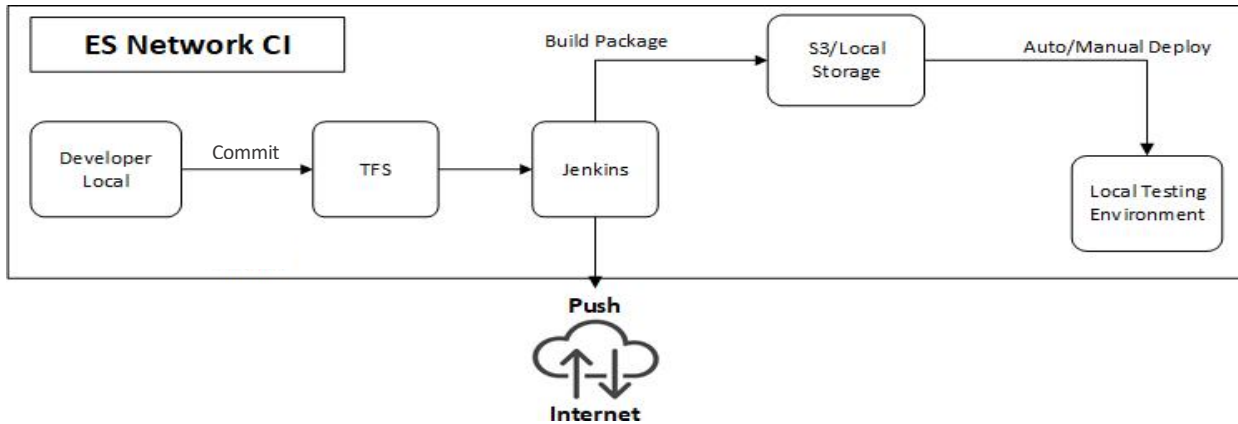 ES Network CI
Build Package
S3/Local
Storage
Auto/Manual Deploy
Developer
Local
Commit
TFS
Jenkins
Local Testing
Environment
Push
Internet